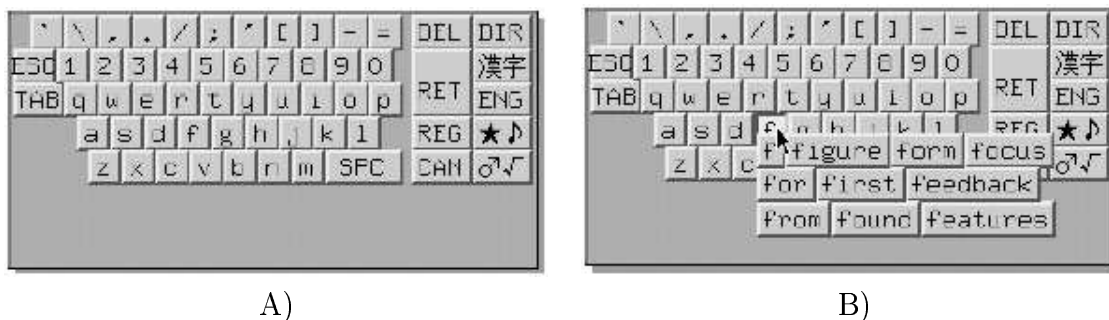 ` \ , . / ; ´ [ ] - = DEL DIR
ESC 1 2 3 4 5 6 7 8 9 0 漢字
TAB q w e r t y u i o p RET ENG
a s d f g h j k l REG ★♪
z x c v b n m SPC CAN ♂√
A)
` \ , . / ; ´ [ ] - = DEL DIR
ESC 1 2 3 4 5 6 7 8 9 0 漢字
TAB q w e r t y u i o p RET ENG
a s d f g h k l REG ★♪
z x c ♂√
f figure form focus
for first feedback
from found features
B)